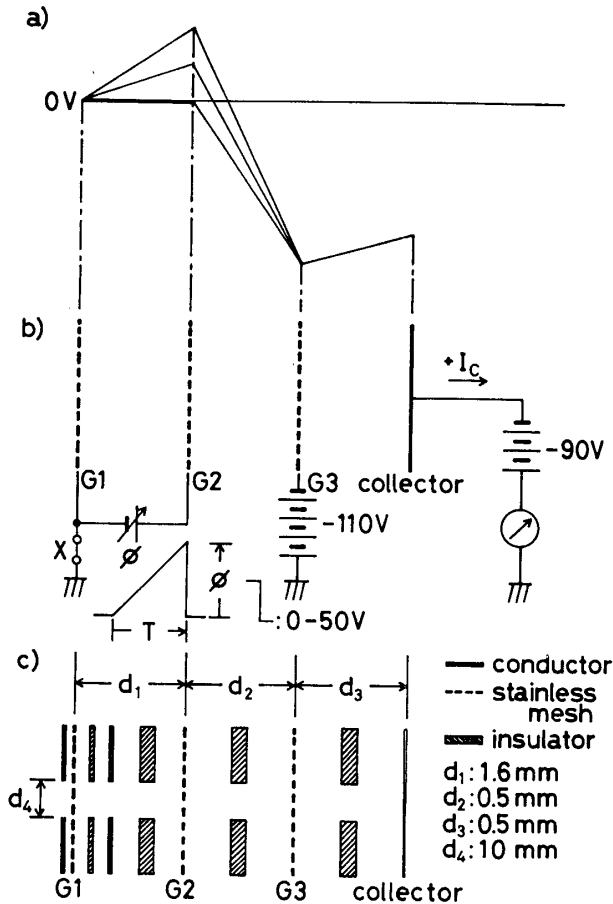 a)
0V
b)
+I_c
-90V
G1
G2
G3 collector
-110V
X
ϕ
ϕ
T
:0-50V
c)
d₁
d₂
d₃
d₄
conductor
stainless
mesh
insulator
d₁:1.6mm
d₂:0.5mm
d₃:0.5mm
d₄:10mm
G1
G2
G3
collector